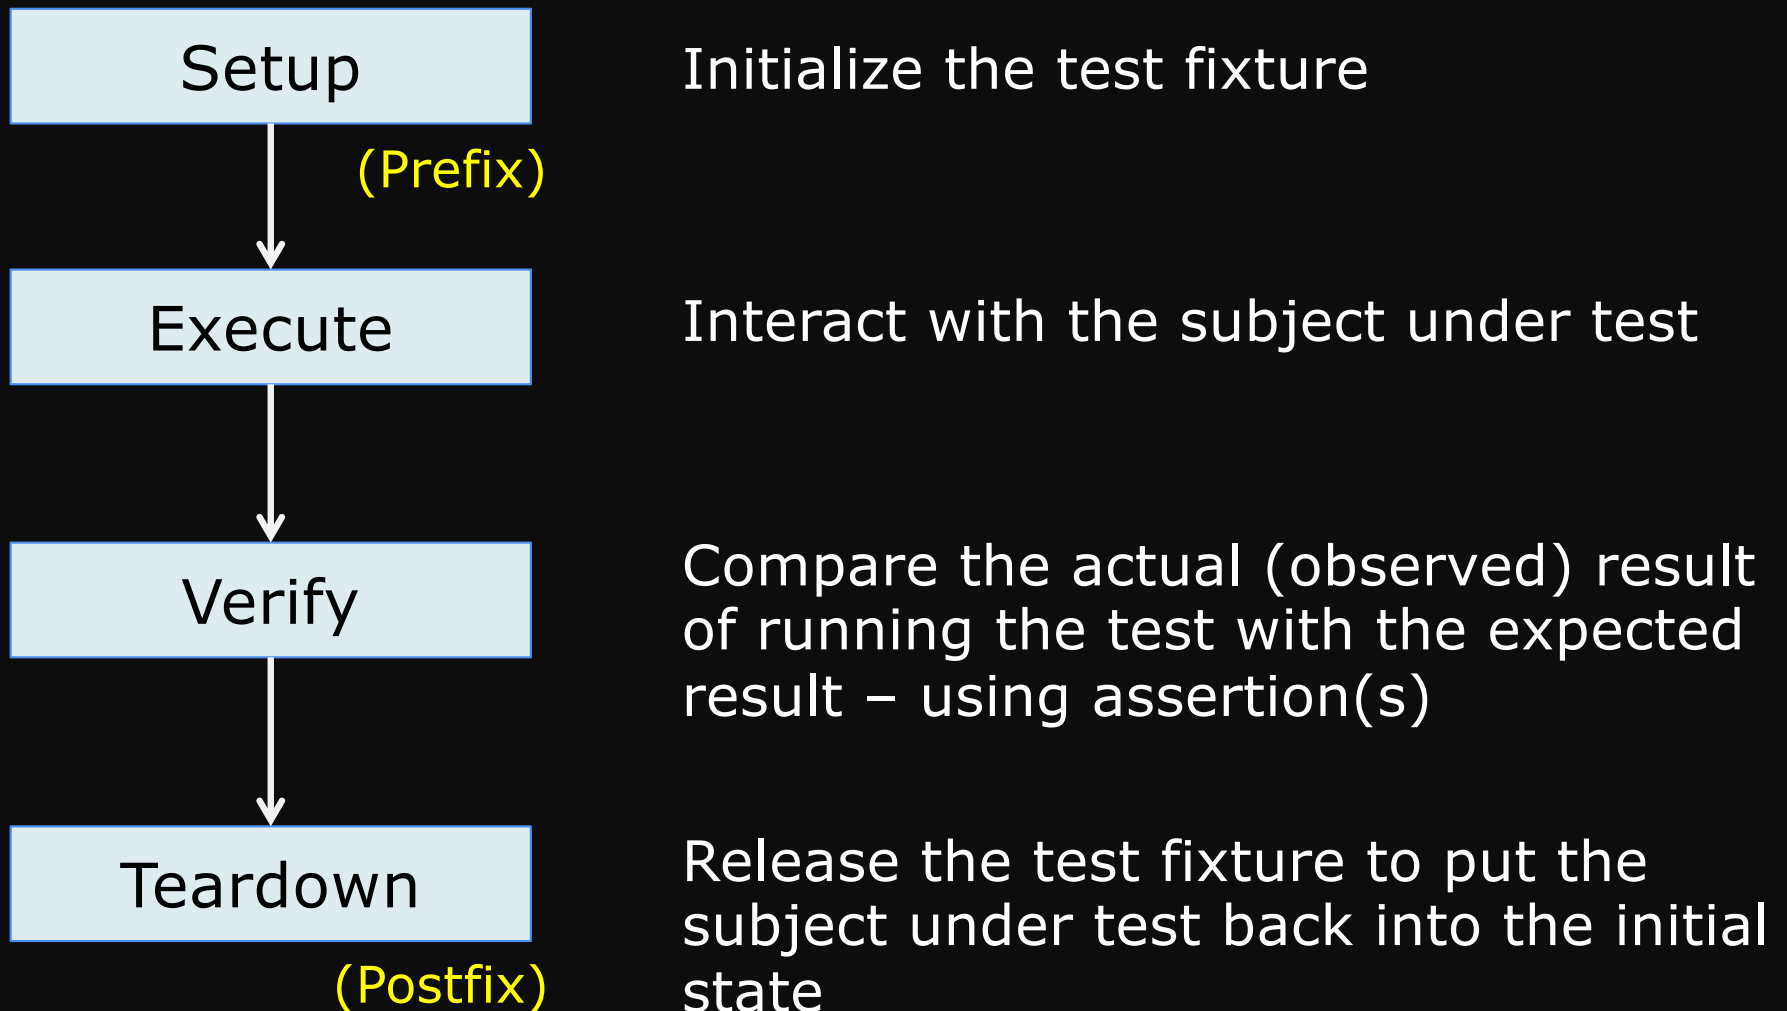 Setup
Initialize the test fixture
(Prefix)
Execute
Interact with the subject under test
Verify
Compare the actual (observed) result
of running the test with the expected
result – using assertion(s)
Teardown
Release the test fixture to put the
subject under test back into the initial
state
(Postfix)